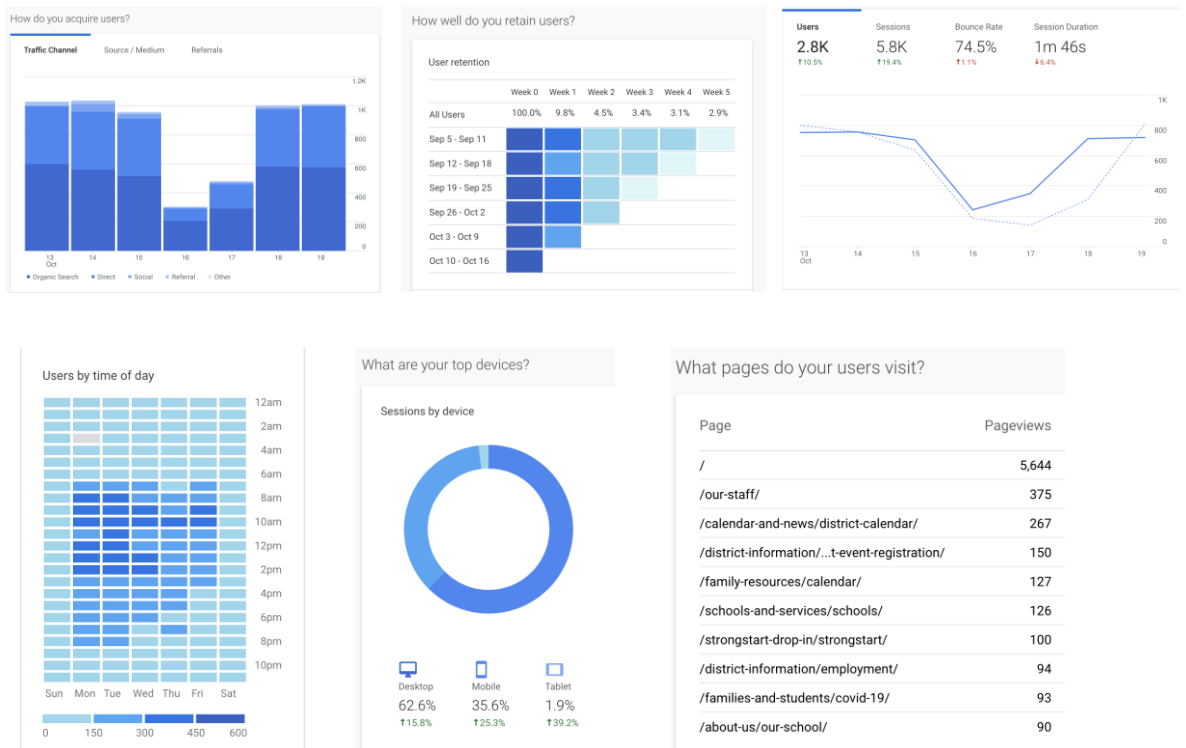 How do you acquire users?
Traffic Channel Source / Medium Referrals
1.2K
1K
800
600
400
200
0
13 14 15 16 17 18 19
Oct
Organic Search Direct Social Referral Other
How well do you retain users?
User retention
Week 0 Week 1 Week 2 Week 3 Week 4 Week 5
All Users 100.0% 9.8% 4.5% 3.4% 3.1% 2.9%
Sep 5 - Sep 11
Sep 12 - Sep 18
Sep 19 - Sep 25
Sep 26 - Oct 2
Oct 3 - Oct 9
Oct 10 - Oct 16
Users Sessions Bounce Rate Session Duration
2.8K 5.8K 74.5% 1m 46s
↑10.5% ↑19.4% ↑1.1% ↓6.4%
1K
800
600
400
200
0
13 14 15 16 17 18 19
Oct
Users by time of day
12am
2am
4am
6am
8am
10am
12pm
2pm
4pm
6pm
8pm
10pm
Sun Mon Tue Wed Thu Fri Sat
0 150 300 450 600
What are your top devices?
Sessions by device
Desktop Mobile Tablet
62.6% 35.6% 1.9%
↑15.8% ↑25.3% ↑39.2%
What pages do your users visit?
Page Pageviews
/ 5,644
/our-staff/ 375
/calendar-and-news/district-calendar/ 267
/district-information/...t-event-registration/ 150
/family-resources/calendar/ 127
/schools-and-services/schools/ 126
/strongstart-drop-in/strongstart/ 100
/district-information/employment/ 94
/families-and-students/covid-19/ 93
/about-us/our-school/ 90